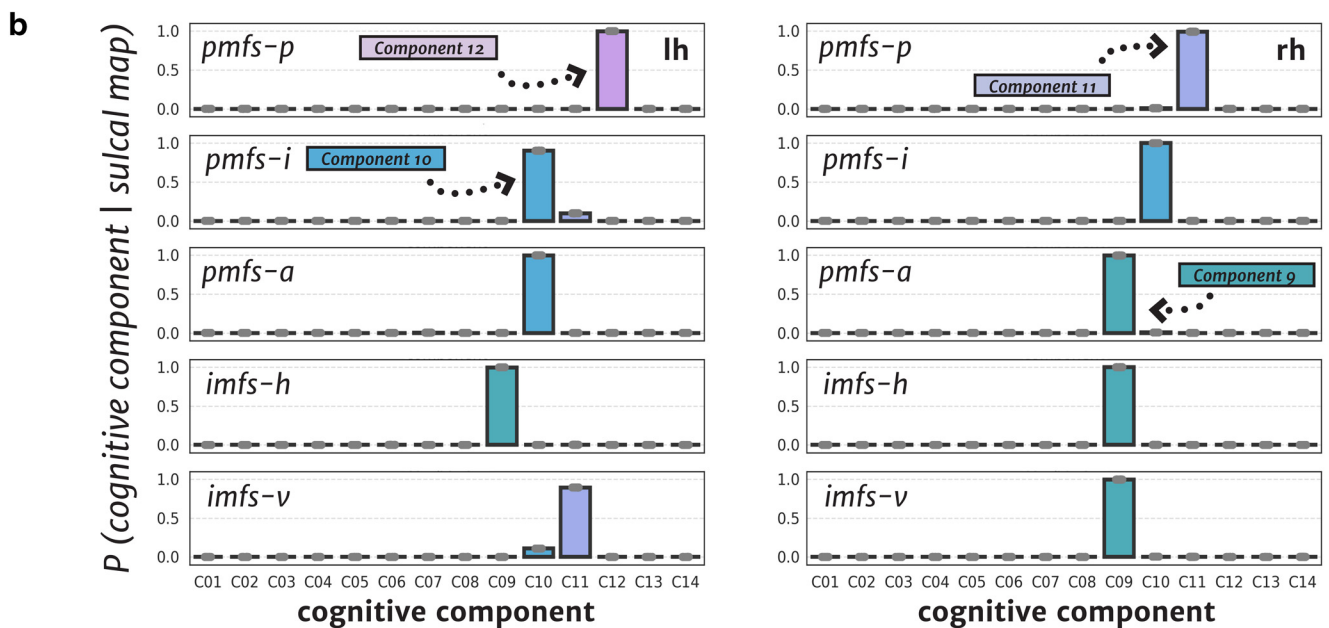 b
P (cognitive component | sulcal map)
pmfs-p
Component 12
lh
1.0
0.5
0.0
pmfs-i
Component 10
1.0
0.5
0.0
pmfs-a
1.0
0.5
0.0
imfs-h
1.0
0.5
0.0
imfs-v
1.0
0.5
0.0
C01 C02 C03 C04 C05 C06 C07 C08 C09 C10 C11 C12 C13 C14
cognitive component
pmfs-p
Component 11
rh
1.0
0.5
0.0
pmfs-i
1.0
0.5
0.0
pmfs-a
Component 9
1.0
0.5
0.0
imfs-h
1.0
0.5
0.0
imfs-v
1.0
0.5
0.0
C01 C02 C03 C04 C05 C06 C07 C08 C09 C10 C11 C12 C13 C14
cognitive component